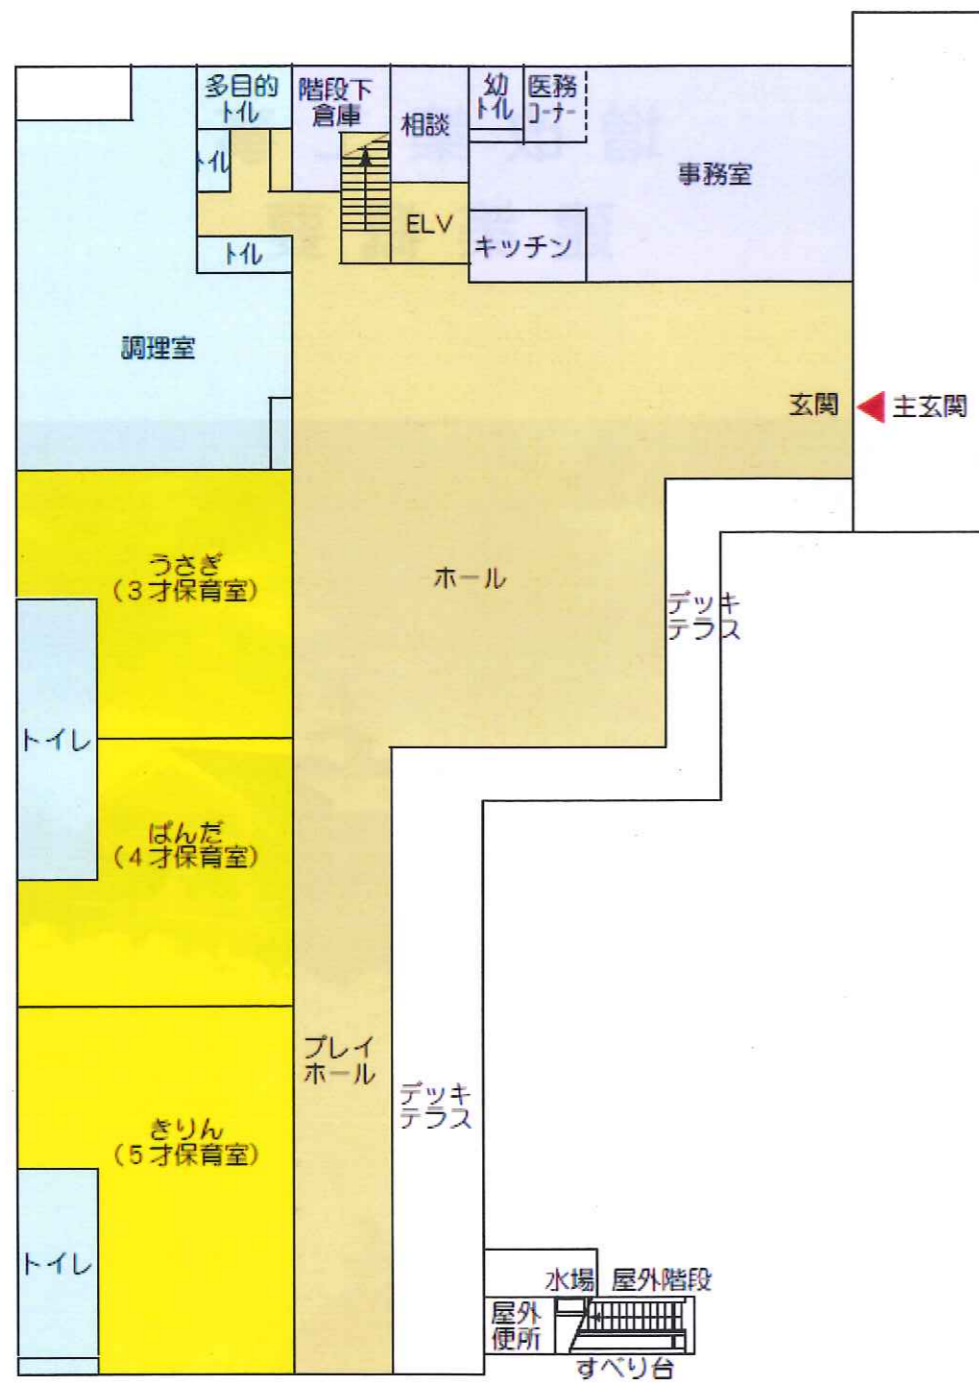 多目的
トイレ
階段下
倉庫
相談
幼
トイレ
医務
コーナー
トイレ
事務室
ELV
キッチン
トイレ
調理室
玄関
主玄関
うさぎ
（3才保育室）
ホール
デッキ
テラス
トイレ
ぱんだ
（4才保育室）
プレイ
ホール
デッキ
テラス
きりん
（5才保育室）
トイレ
水場
屋外階段
屋外
便所
すべり台